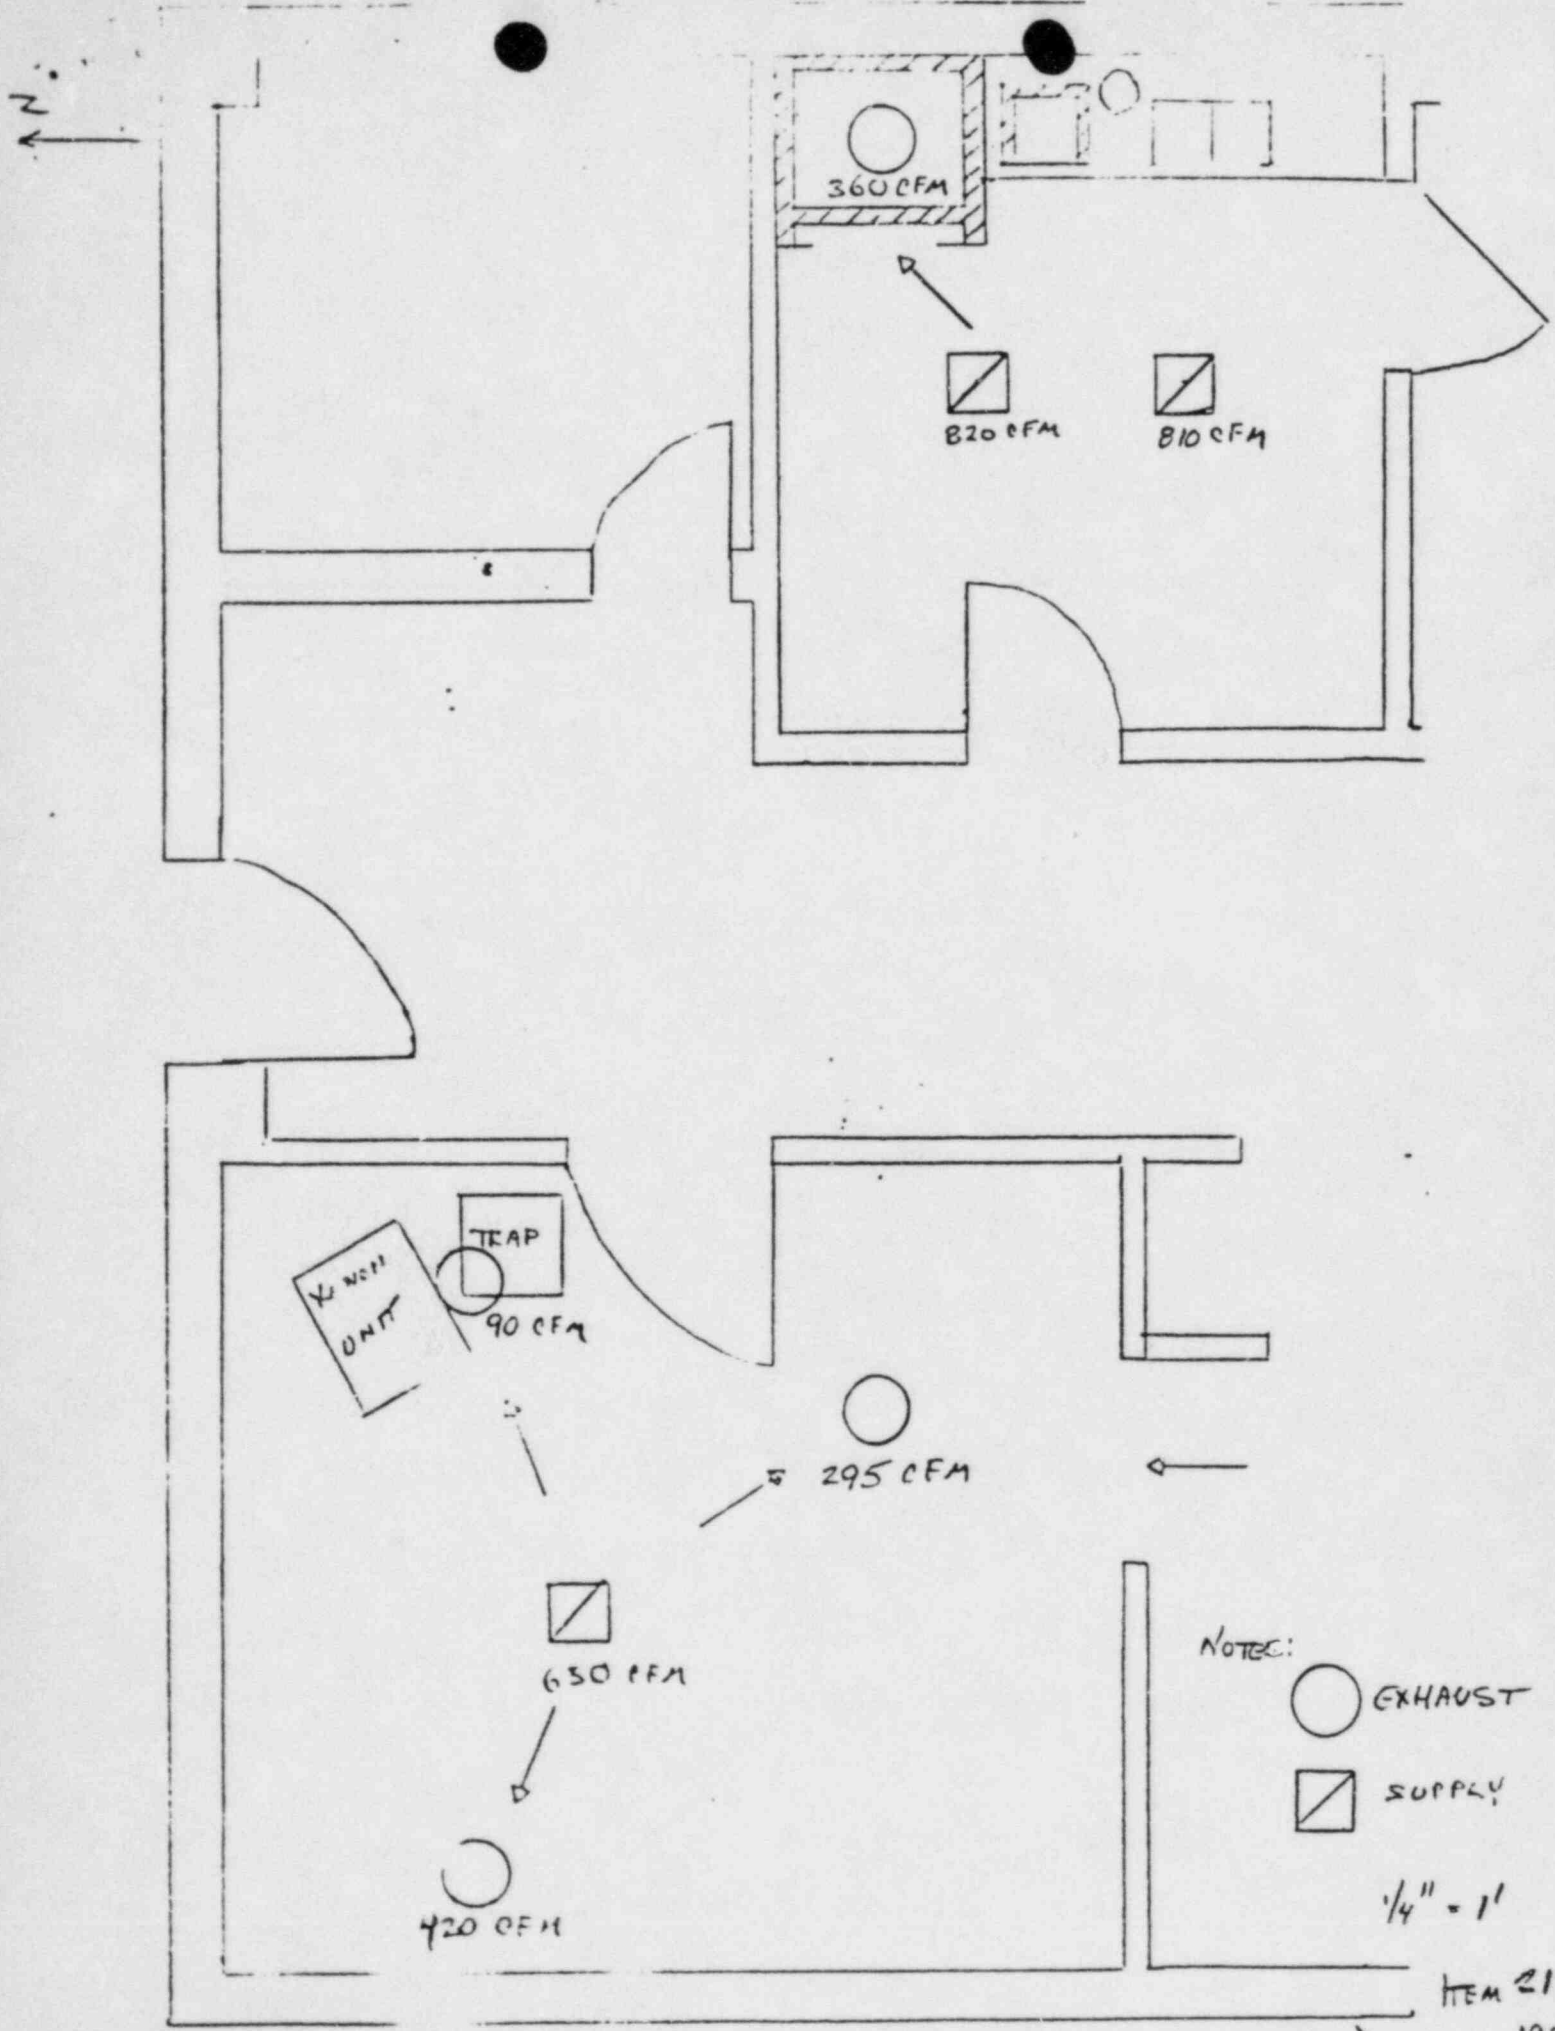 N
360 CFM
820 CFM
810 CFM
TRAP
XENON
UNIT
90 CFM
295 CFM
630 CFM
420 CFM
NOTES:
EXHAUST
SUPPLY
1/4" = 1'
ITEM 21